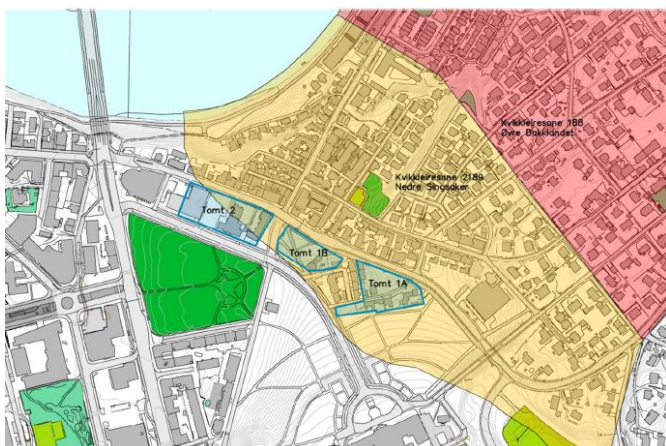 Kvikkleiresone 188
Øvre Bakklandet
Kvikkleiresone 2189
Nedre Singsaker
Tomt 2
Tomt 1B
Tomt 1A